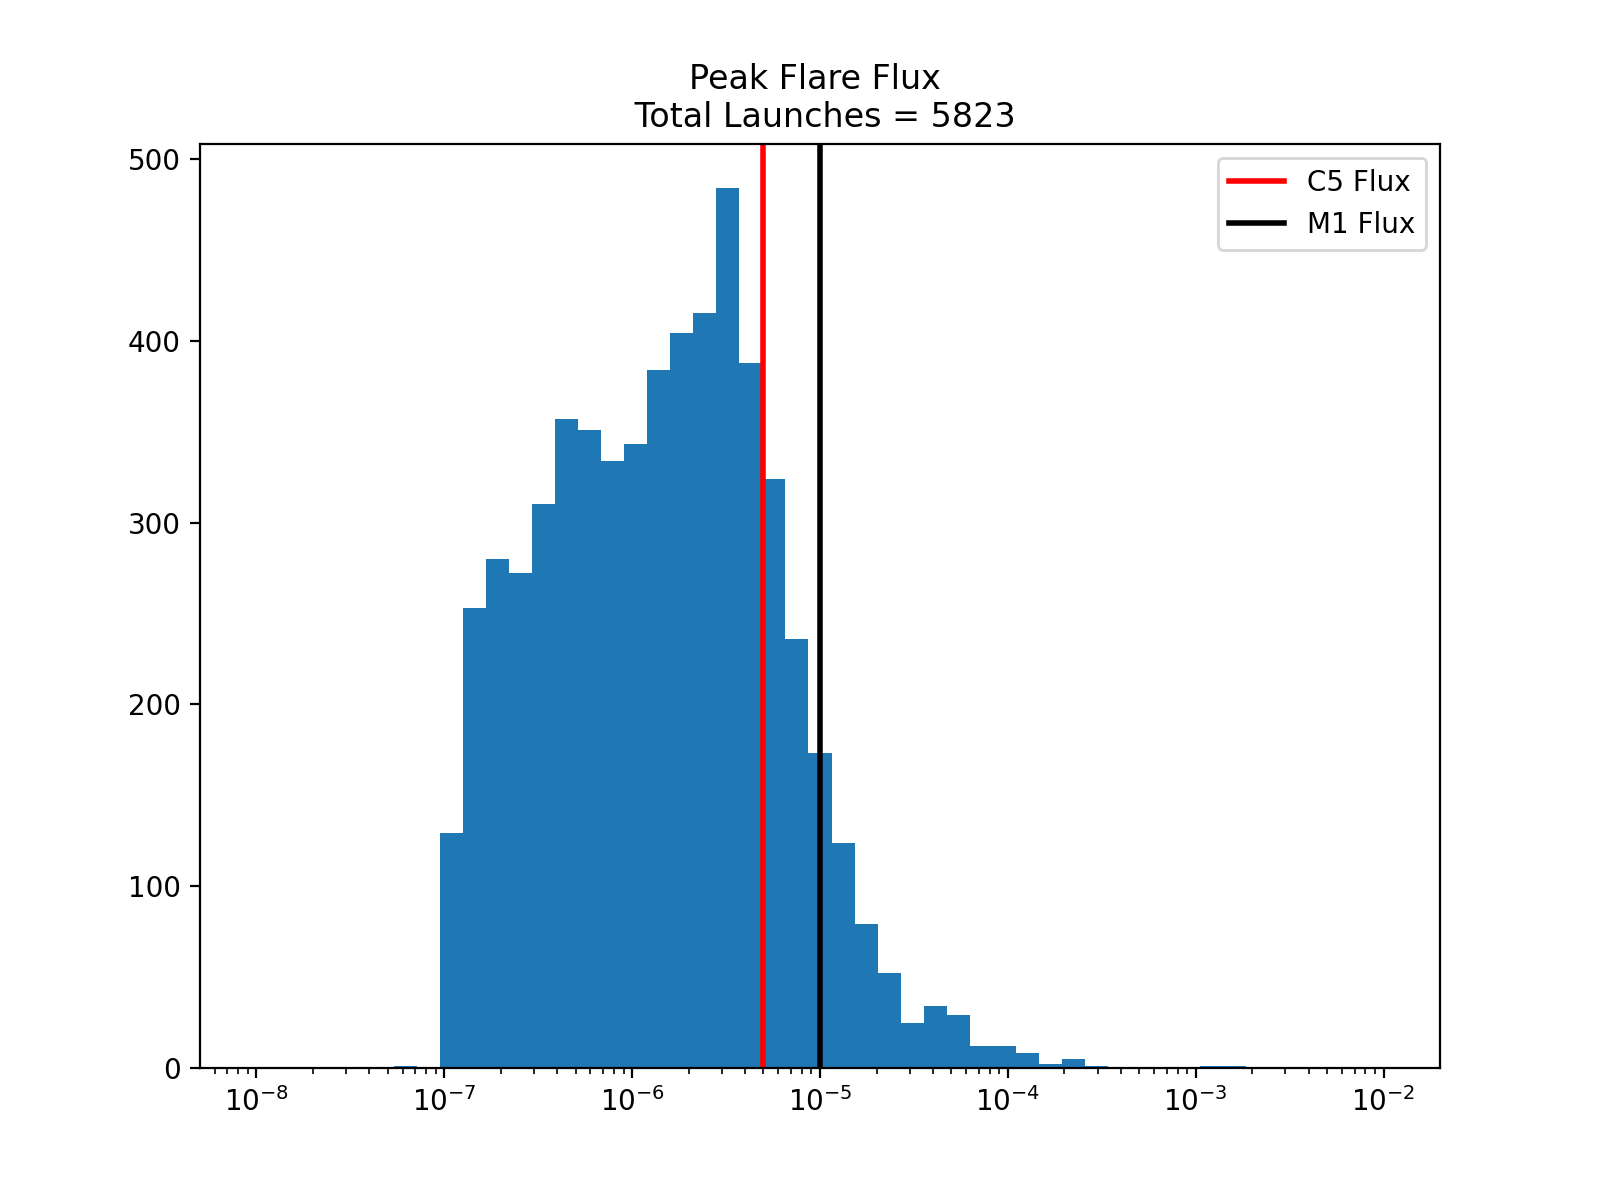 Peak Flare Flux
Total Launches = 5823
C5 Flux
M1 Flux
500
400
300
200
100
0
10⁻⁸ 10⁻⁷ 10⁻⁶ 10⁻⁵ 10⁻⁴ 10⁻³ 10⁻²